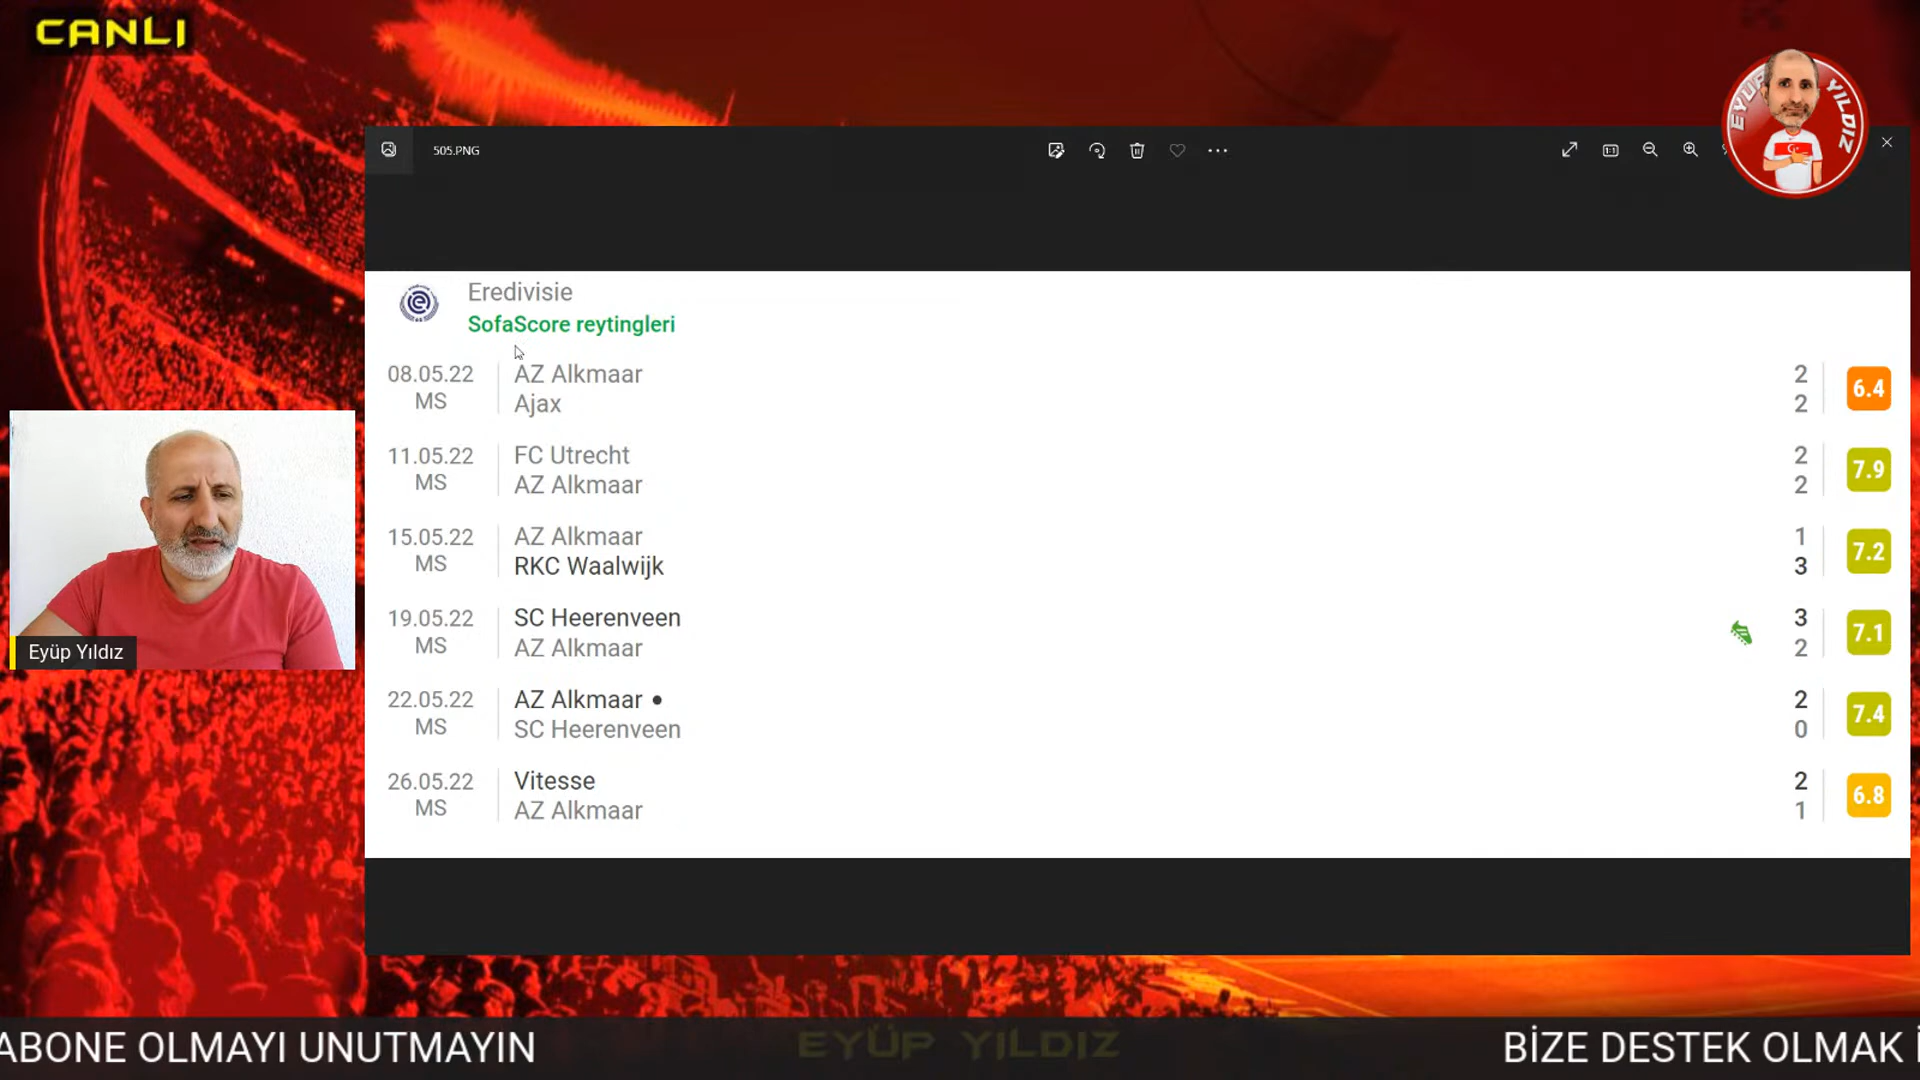 CANLI
EYÜP YILDIZ
505.PNG
Eredivisie
SofaScore reytingleri
08.05.22
MS
AZ Alkmaar
Ajax
2
2
6.4
11.05.22
MS
FC Utrecht
AZ Alkmaar
2
2
7.9
15.05.22
MS
AZ Alkmaar
RKC Waalwijk
1
3
7.2
19.05.22
MS
SC Heerenveen
AZ Alkmaar
3
2
7.1
22.05.22
MS
AZ Alkmaar •
SC Heerenveen
2
0
7.4
26.05.22
MS
Vitesse
AZ Alkmaar
2
1
6.8
Eyüp Yıldız
ABONE OLMAYI UNUTMAYIN
EYÜP YILDIZ
BİZE DESTEK OLMAK